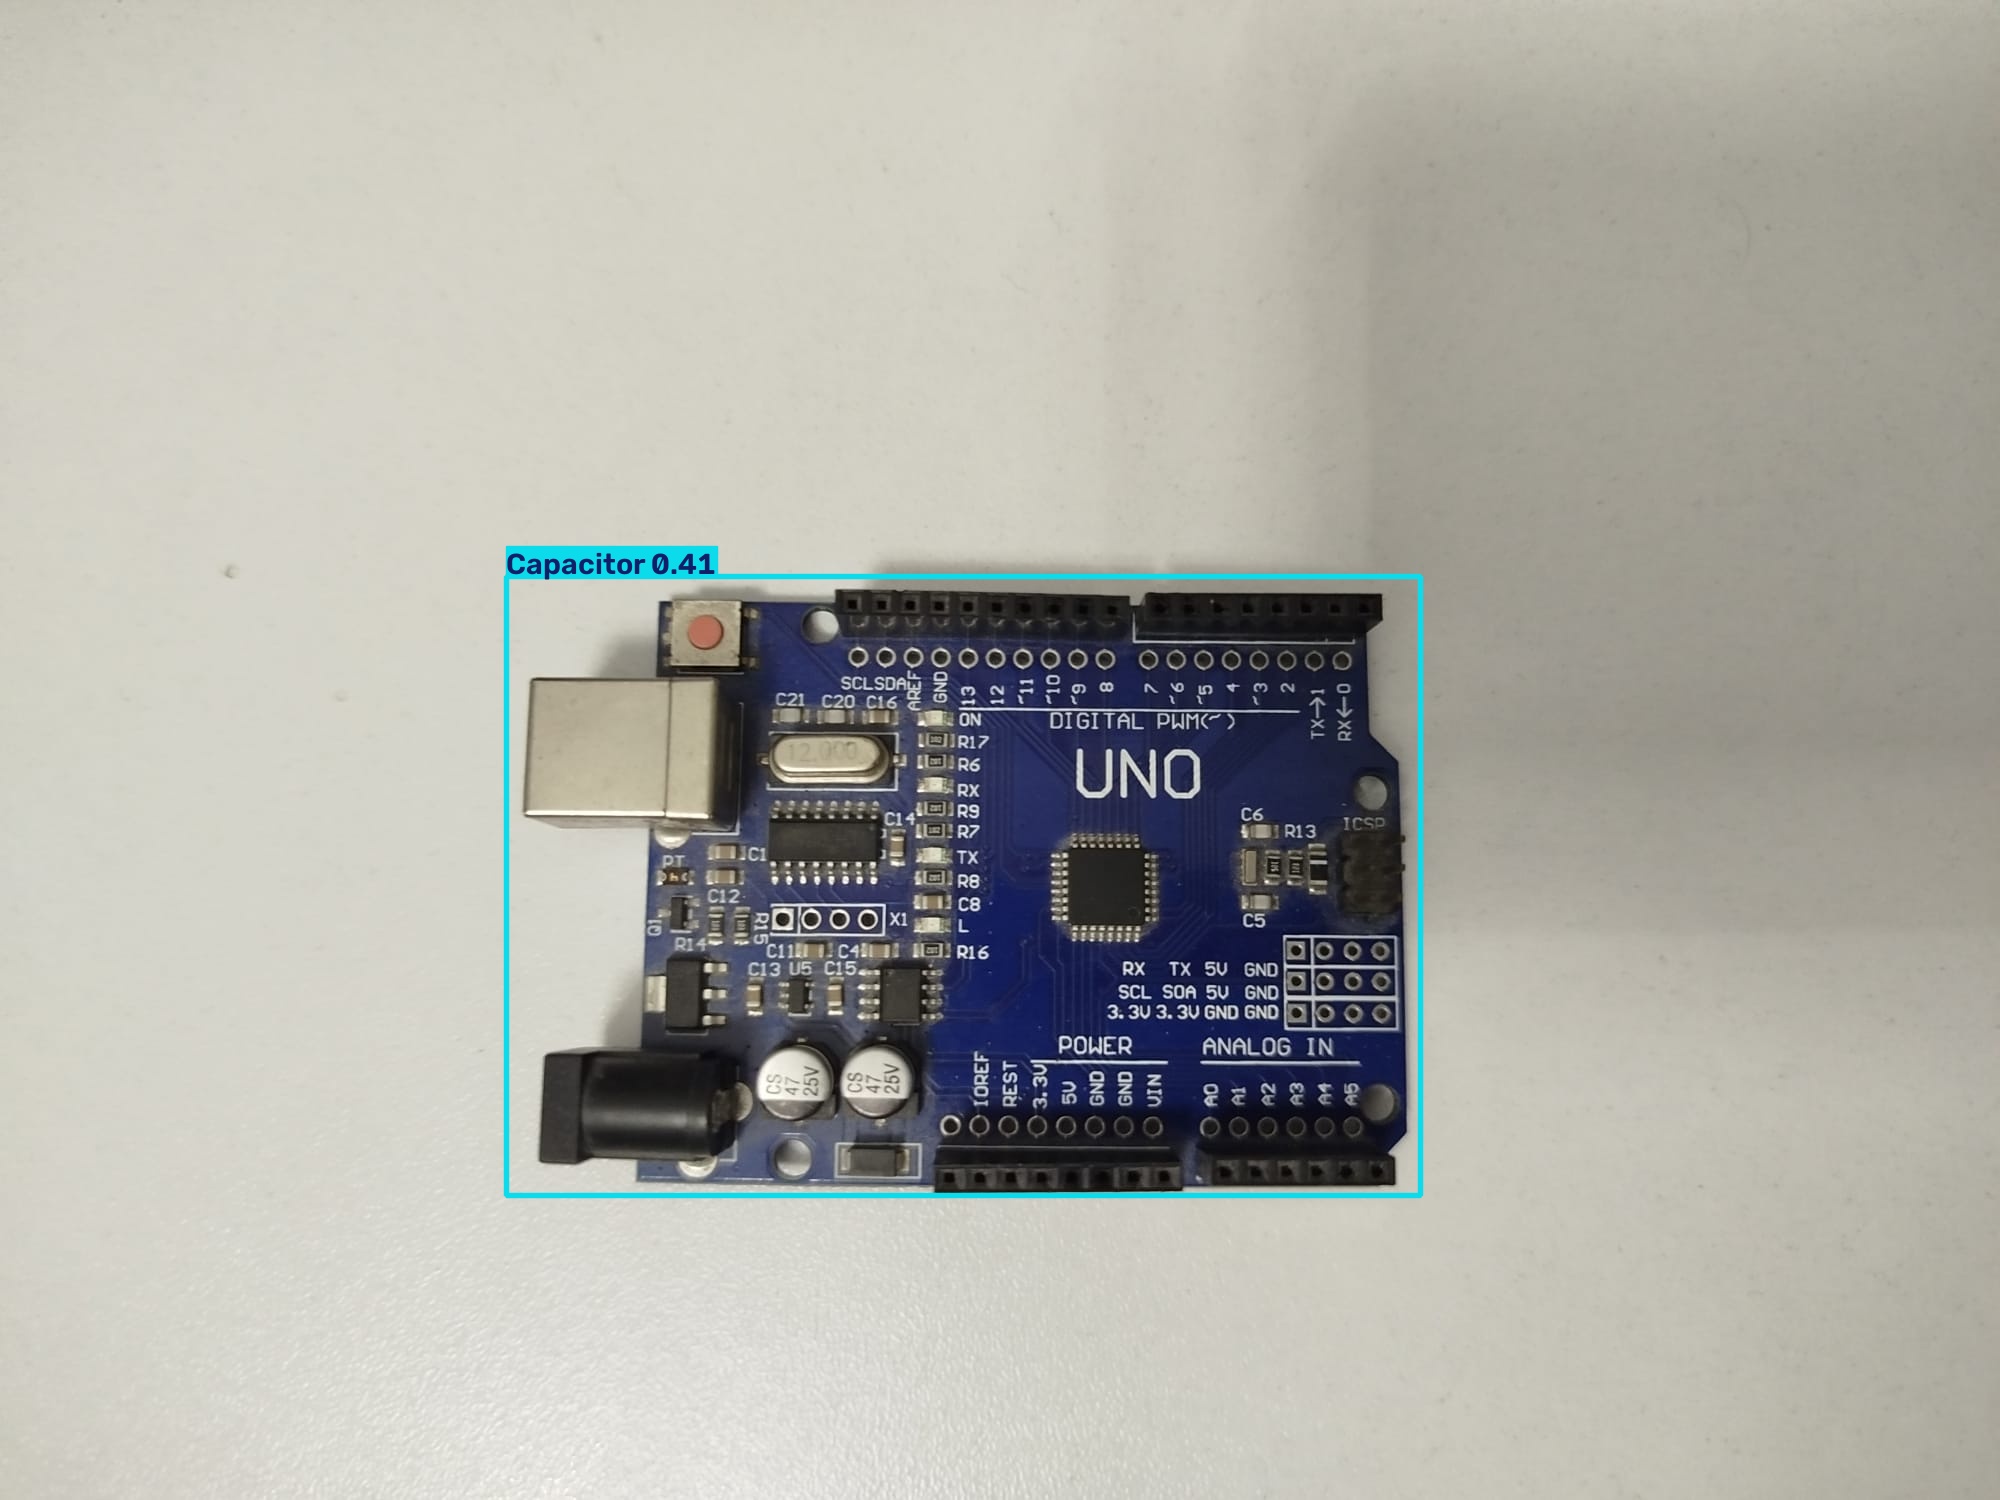 Capacitor 0.41
SCL SDA AREF GND 13 12 ~11 ~10 ~9 8 7 ~6 ~5 4 ~3 2 TX→1 RX←0
DIGITAL PWM(~)
C21 C20 C16
12.000
ON
R17
R6
RX
R9
R7
TX
R8
C8
L
R16
UNO
C14
C1
PT
C12
Q1
R14
R15
X1
C11 C4
C13 U5 C15
C6
R13
ICSP
C5
RX TX 5V GND
SCL SOA 5V GND
3.3V 3.3V GND GND
POWER
ANALOG IN
IOREF REST 3.3V 5V GND GND VIN
A0 A1 A2 A3 A4 A5
CS
47
25V
CS
47
25V